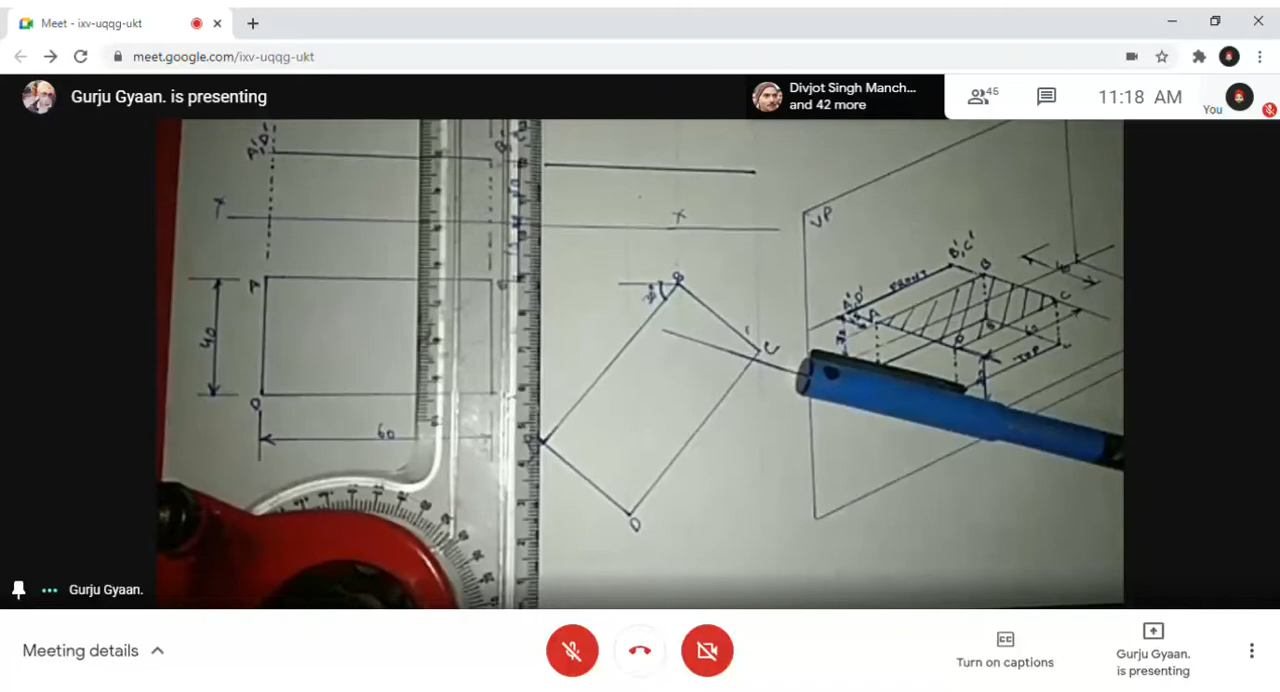 Meet - ixv-uqqg-ukt
meet.google.com/ixv-uqqg-ukt
Gurju Gyaan. is presenting
Divjot Singh Manch...
and 42 more
45
11:18 AM
You
A' D'
X
X
VP
B
30°
B', C'
B
FRONT
C
A', D'
A
40
C
TOP
60
D
Gurju Gyaan.
Meeting details
Turn on captions
Gurju Gyaan.
is presenting